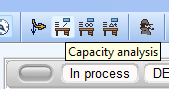 Capacity analysis
In process DE